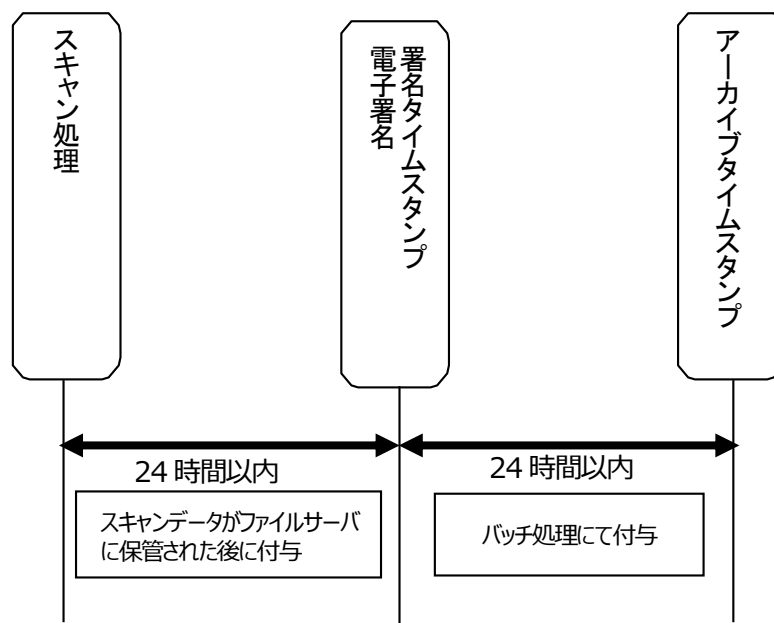 スキャン処理
署名タイムスタンプ
電子署名
アーカイブタイムスタンプ
24 時間以内
24 時間以内
スキャンデータがファイルサーバ
に保管された後に付与
バッチ処理にて付与